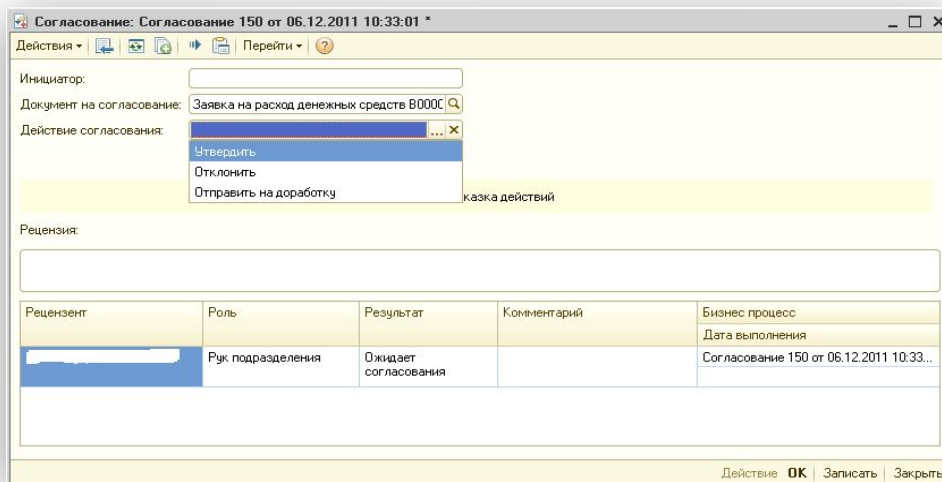 Согласование: Согласование 150 от 06.12.2011 10:33:01 *
Действия Перейти
Инициатор:
Документ на согласование: Заявка на расход денежных средств В000
Действие согласования:
Утвердить
Отклонить
Отправить на доработку
казка действий
Рецензия:
Рецензент Роль Результат Комментарий Бизнес процесс
Дата выполнения
Рук подразделения Ожидает согласования Согласование 150 от 06.12.2011 10:33...
Действие OK Записать Закрыть